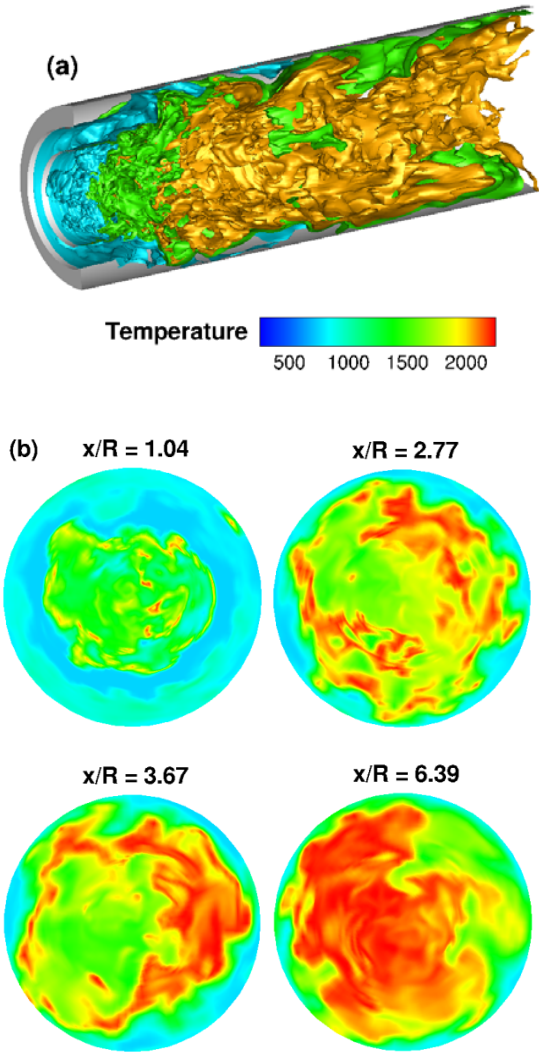 (a)
Temperature
500 1000 1500 2000
(b) x/R = 1.04 x/R = 2.77
x/R = 3.67 x/R = 6.39